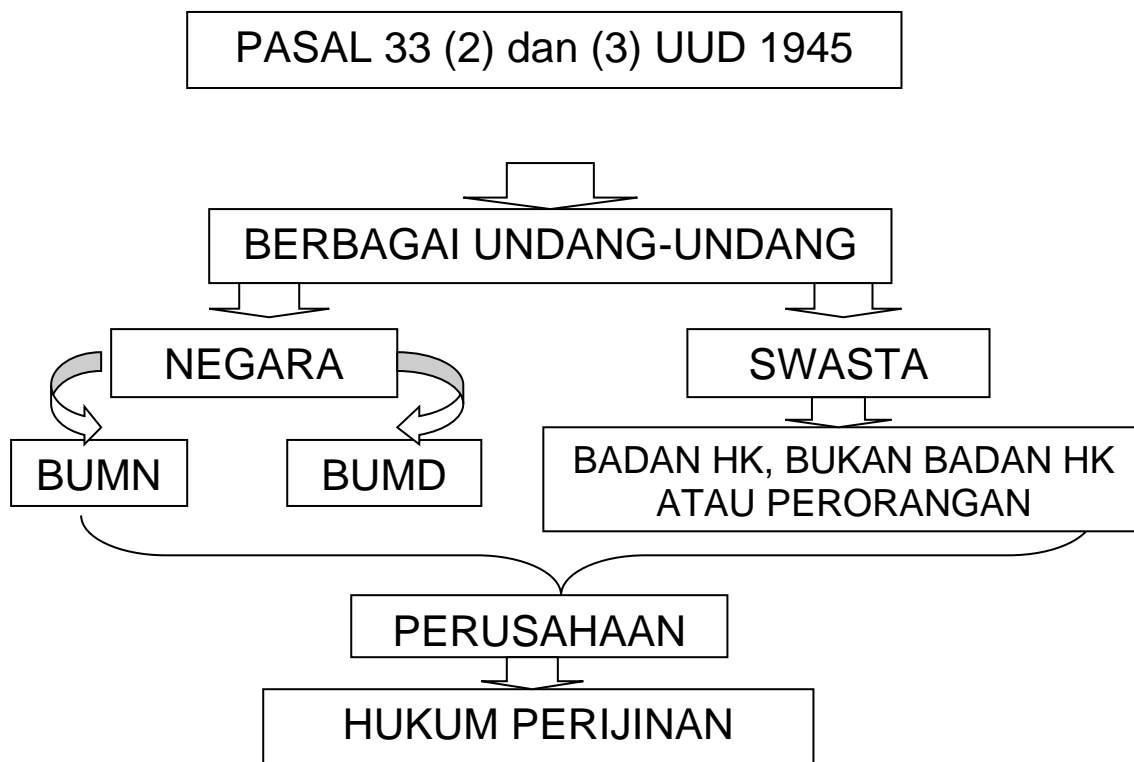 PASAL 33 (2) dan (3) UUD 1945
BERBAGAI UNDANG-UNDANG
NEGARA
SWASTA
BUMN
BUMD
BADAN HK, BUKAN BADAN HK
ATAU PERORANGAN
PERUSAHAAN
HUKUM PERIJINAN